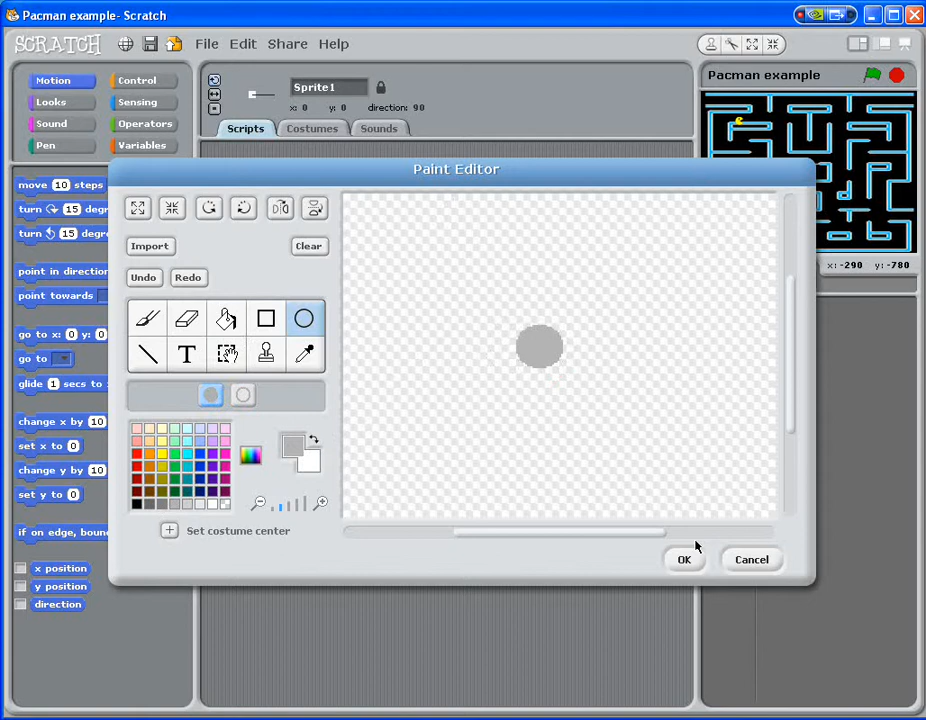 Pacman example- Scratch
SCRATCH
File Edit Share Help
Motion Control
Looks Sensing
Sound Operators
Pen Variables
Sprite1
x: 0 y: 0 direction: 90
Scripts Costumes Sounds
Pacman example
x: -290 y: -780
move 10 steps
turn 15 degr
turn 15 degr
point in direction
point towards
go to x: 0 y: 0
go to
glide 1 secs to x
change x by 10
set x to 0
change y by 10
set y to 0
if on edge, boun
x position
y position
direction
Paint Editor
Import Clear
Undo Redo
T
Set costume center
OK Cancel